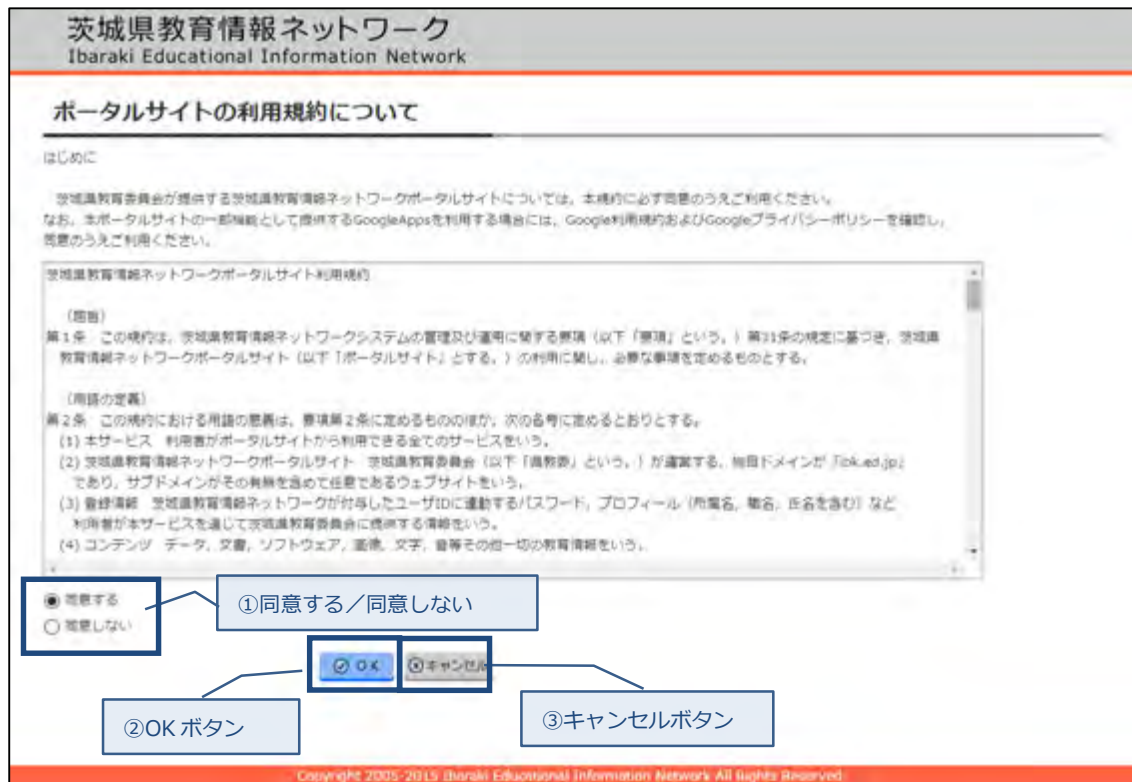 茨城県教育情報ネットワーク
Ibaraki Educational Information Network
ポータルサイトの利用規約について
はじめに
茨城県教育委員会が提供する茨城県教育情報ネットワークポータルサイトについては、本規約に必ず同意のうえご利用ください。
なお、本ポータルサイトの一部機能として提供するGoogleAppsを利用する場合には、Google利用規約およびGoogleプライバシーポリシーを確認し、
同意のうえご利用ください。
茨城県教育情報ネットワークポータルサイト利用規約
（趣旨）
第1条　この規約は、茨城県教育情報ネットワークシステムの管理及び運用に関する要項（以下「要項」という。）第31条の規定に基づき、茨城県
教育情報ネットワークポータルサイト（以下「ポータルサイト」とする。）の利用に関し、必要な事項を定めるものとする。
（用語の定義）
第2条　この規約における用語の意義は、要項第2条に定めるもののほか、次の各号に定めるとおりとする。
(1) 本サービス　利用者がポータルサイトから利用できる全てのサービスをいう。
(2) 茨城県教育情報ネットワークポータルサイト　茨城県教育委員会（以下「県教委」という。）が運営する、ドメインが「ibk.ed.jp」
であり、サブドメインがその有無を含めて任意であるウェブサイトをいう。
(3) 登録情報　茨城県教育情報ネットワークが付与したユーザIDに連動するパスワード、プロフィール（所属名、職名、氏名を含む）など
利用者が本サービスを通じて茨城県教育委員会に提供する情報をいう。
(4) コンテンツ　データ、文書、ソフトウェア、画像、文字、音等その他一切の教育情報をいう。
同意する
①同意する／同意しない
同意しない
OK
キャンセル
②OKボタン
③キャンセルボタン
Copyright 2005-2015 Ibaraki Educational Information Network All Rights Reserved.